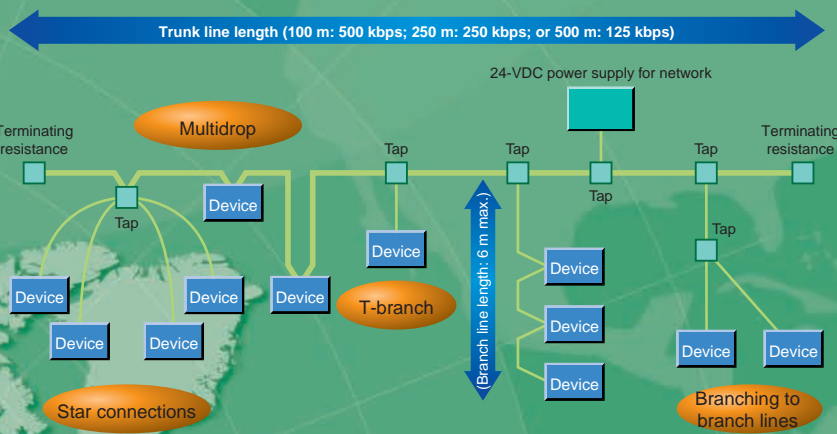 Trunk line length (100 m: 500 kbps; 250 m: 250 kbps; or 500 m: 125 kbps)
24-VDC power supply for network
Terminating
resistance
Multidrop
Tap
Tap
Tap
Terminating
resistance
Tap
Tap
Device
Tap
Device
(Branch line length: 6 m max.)
Device
Device
Device
Device
T-branch
Device
Device
Device
Device
Device
Device
Star connections
Branching to
branch lines